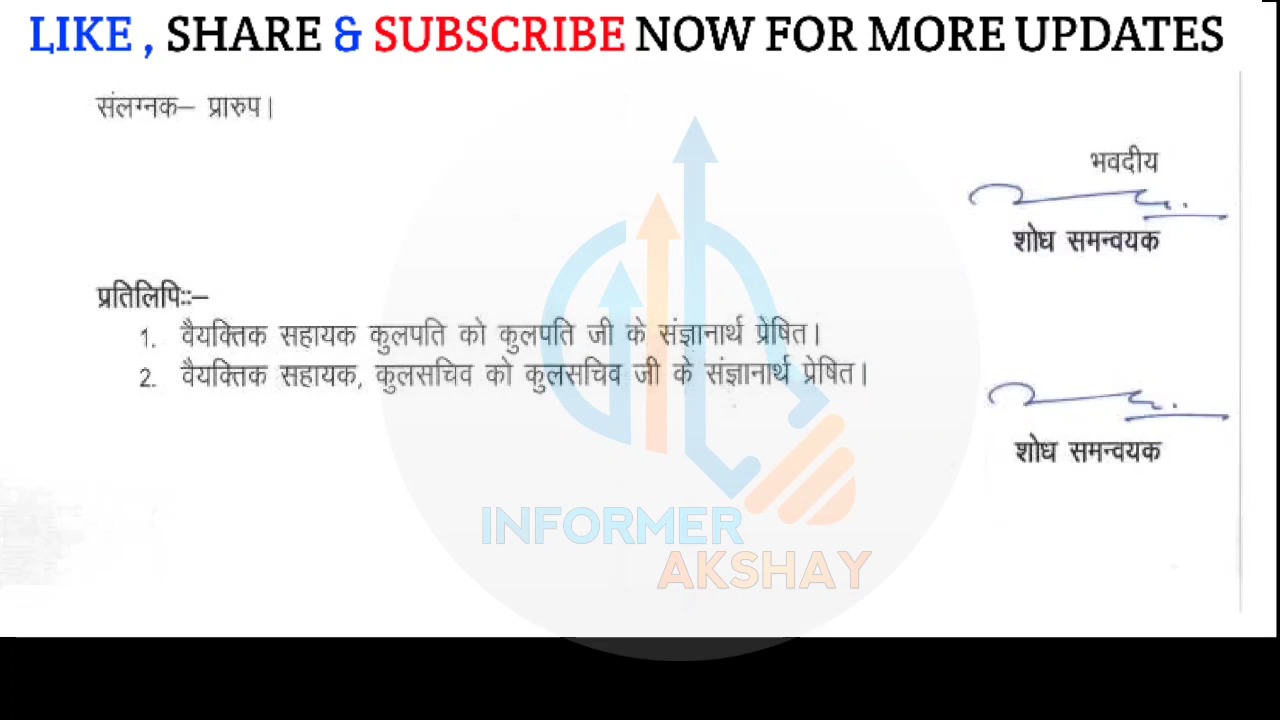 LIKE , SHARE & SUBSCRIBE NOW FOR MORE UPDATES
संलग्नक– प्रारुप।
भवदीय
शोध समन्वयक
प्रतिलिपिः:–
1. वैयक्तिक सहायक कुलपति को कुलपति जी के संज्ञानार्थ प्रेषित।
2. वैयक्तिक सहायक, कुलसचिव को कुलसचिव जी के संज्ञानार्थ प्रेषित।
शोध समन्वयक
INFORMER
AKSHAY